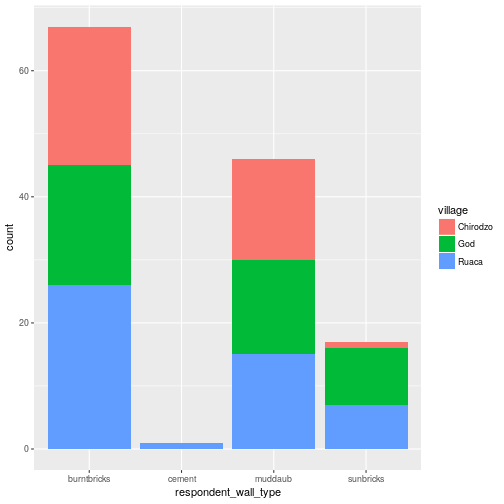 60
40
20
0
count
burntbricks cement muddaub sunbricks
respondent_wall_type
village
Chirodzo
God
Ruaca